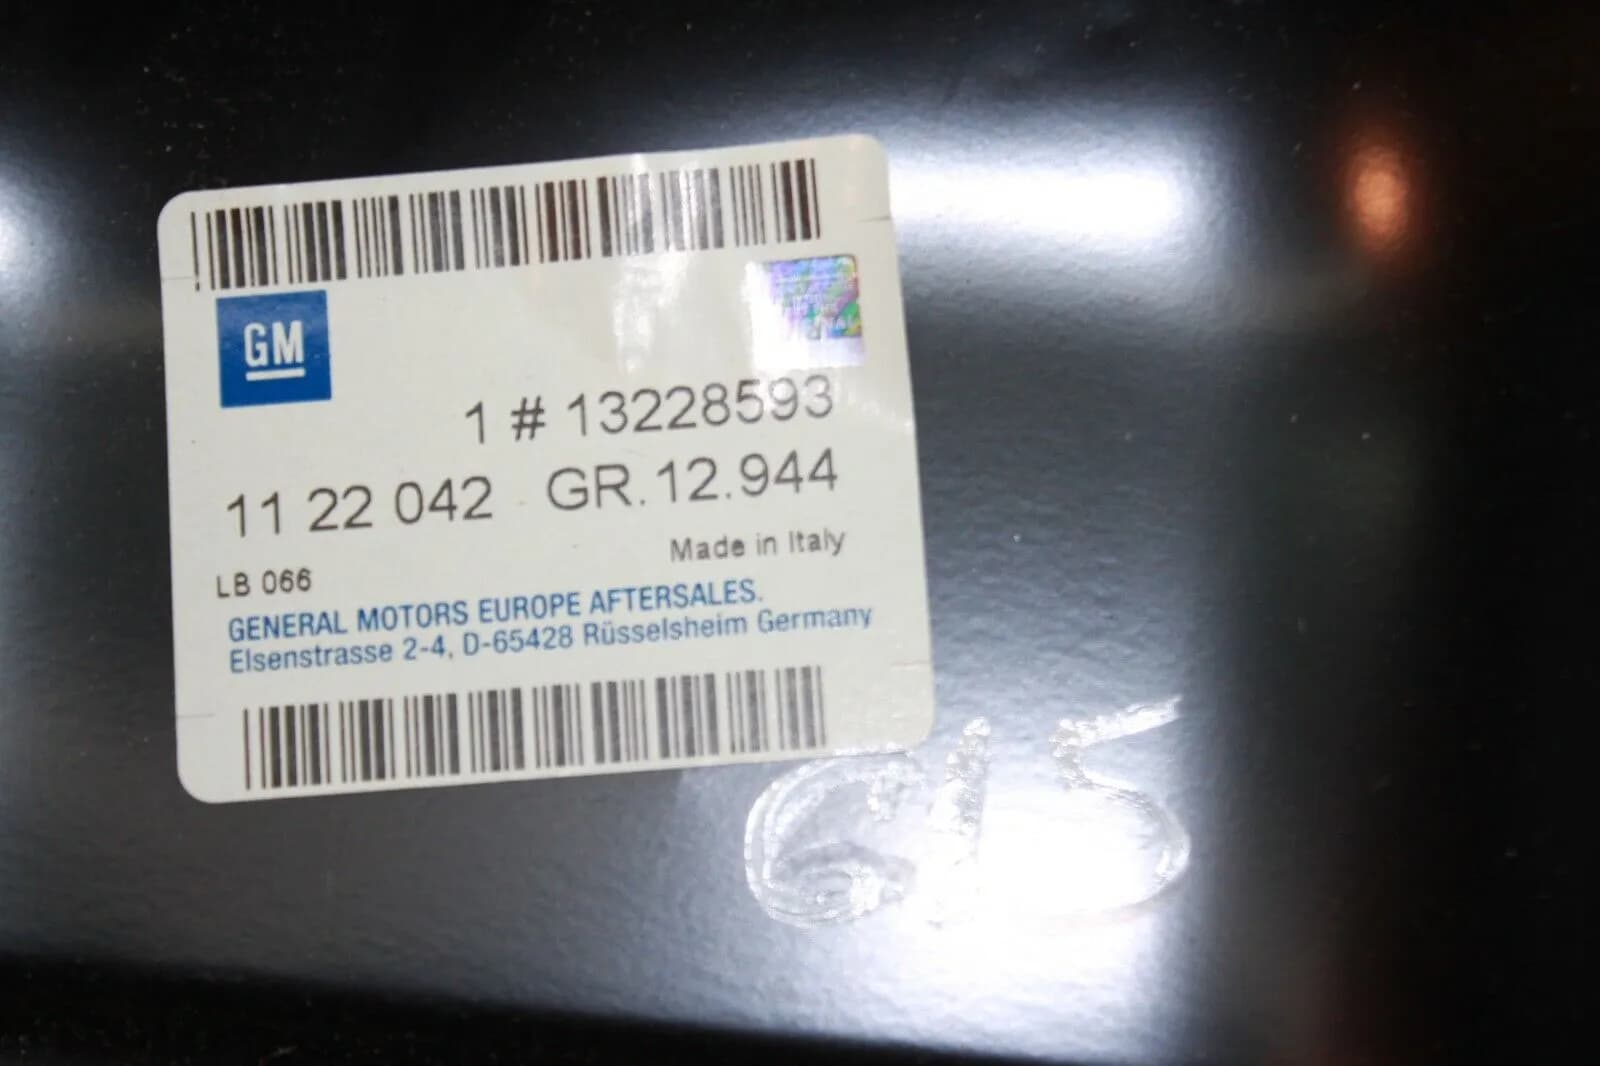 GM
1 # 13228593
11 22 042 GR. 12.944
Made in Italy
LB 066
GENERAL MOTORS EUROPE AFTERSALES.
Elsenstrasse 2-4, D-65428 Rüsselsheim Germany